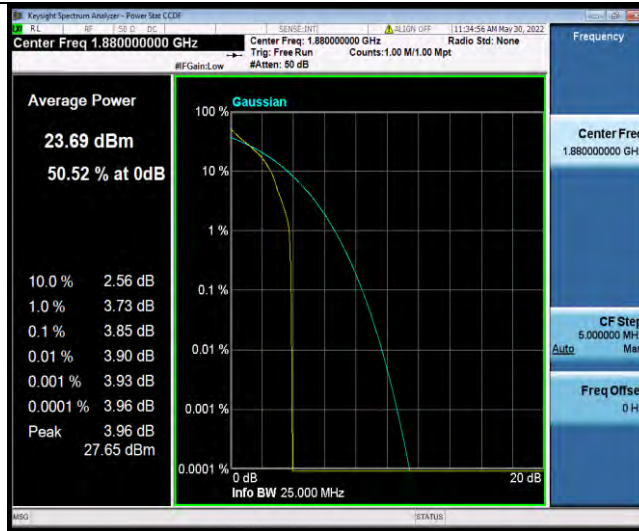 Keysight Spectrum Analyzer - Power Stat CCDF
RL RF 50 Ω DC SENSE:INT ALIGN OFF 11:34:56 AM May 30, 2022
Center Freq 1.880000000 GHz
Center Freq: 1.880000000 GHz Radio Std: None
Trig: Free Run Counts:1.00 M/1.00 Mpt
#IFGain:Low #Atten: 50 dB
Frequency
Average Power
23.69 dBm
50.52 % at 0dB
10.0 % 2.56 dB
1.0 % 3.73 dB
0.1 % 3.85 dB
0.01 % 3.90 dB
0.001 % 3.93 dB
0.0001 % 3.96 dB
Peak 3.96 dB
27.65 dBm
Gaussian
100 %
10 %
1 %
0.1 %
0.01 %
0.001 %
0.0001 %
0 dB 20 dB
Info BW 25.000 MHz
Center Fre
1.880000000 GH
CF Step
5.000000 MH
Auto Ma
Freq Offse
0 H
MSG STATUS